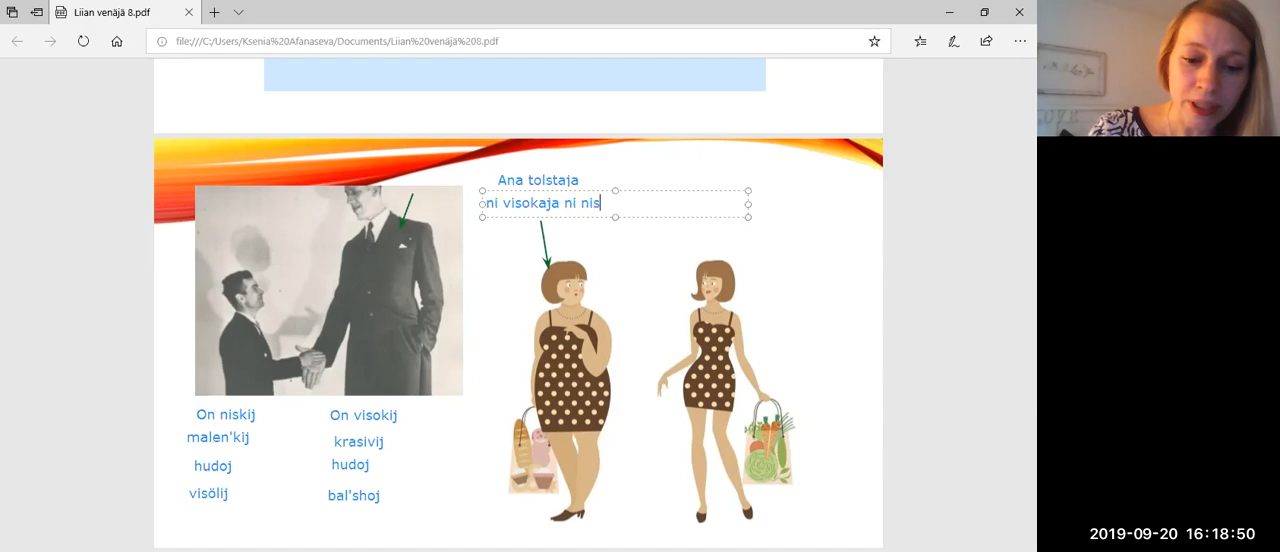 Liian venäjä 8.pdf
file:///C:/Users/Ksenia%20Afanaseva/Documents/Liian%20venäjä%208.pdf
Ana tolstaja
ni visokaja ni nis
On niskij
malen'kij
hudoj
visölij
On visokij
krasivij
hudoj
bal'shoj
2019-09-20 16:18:50